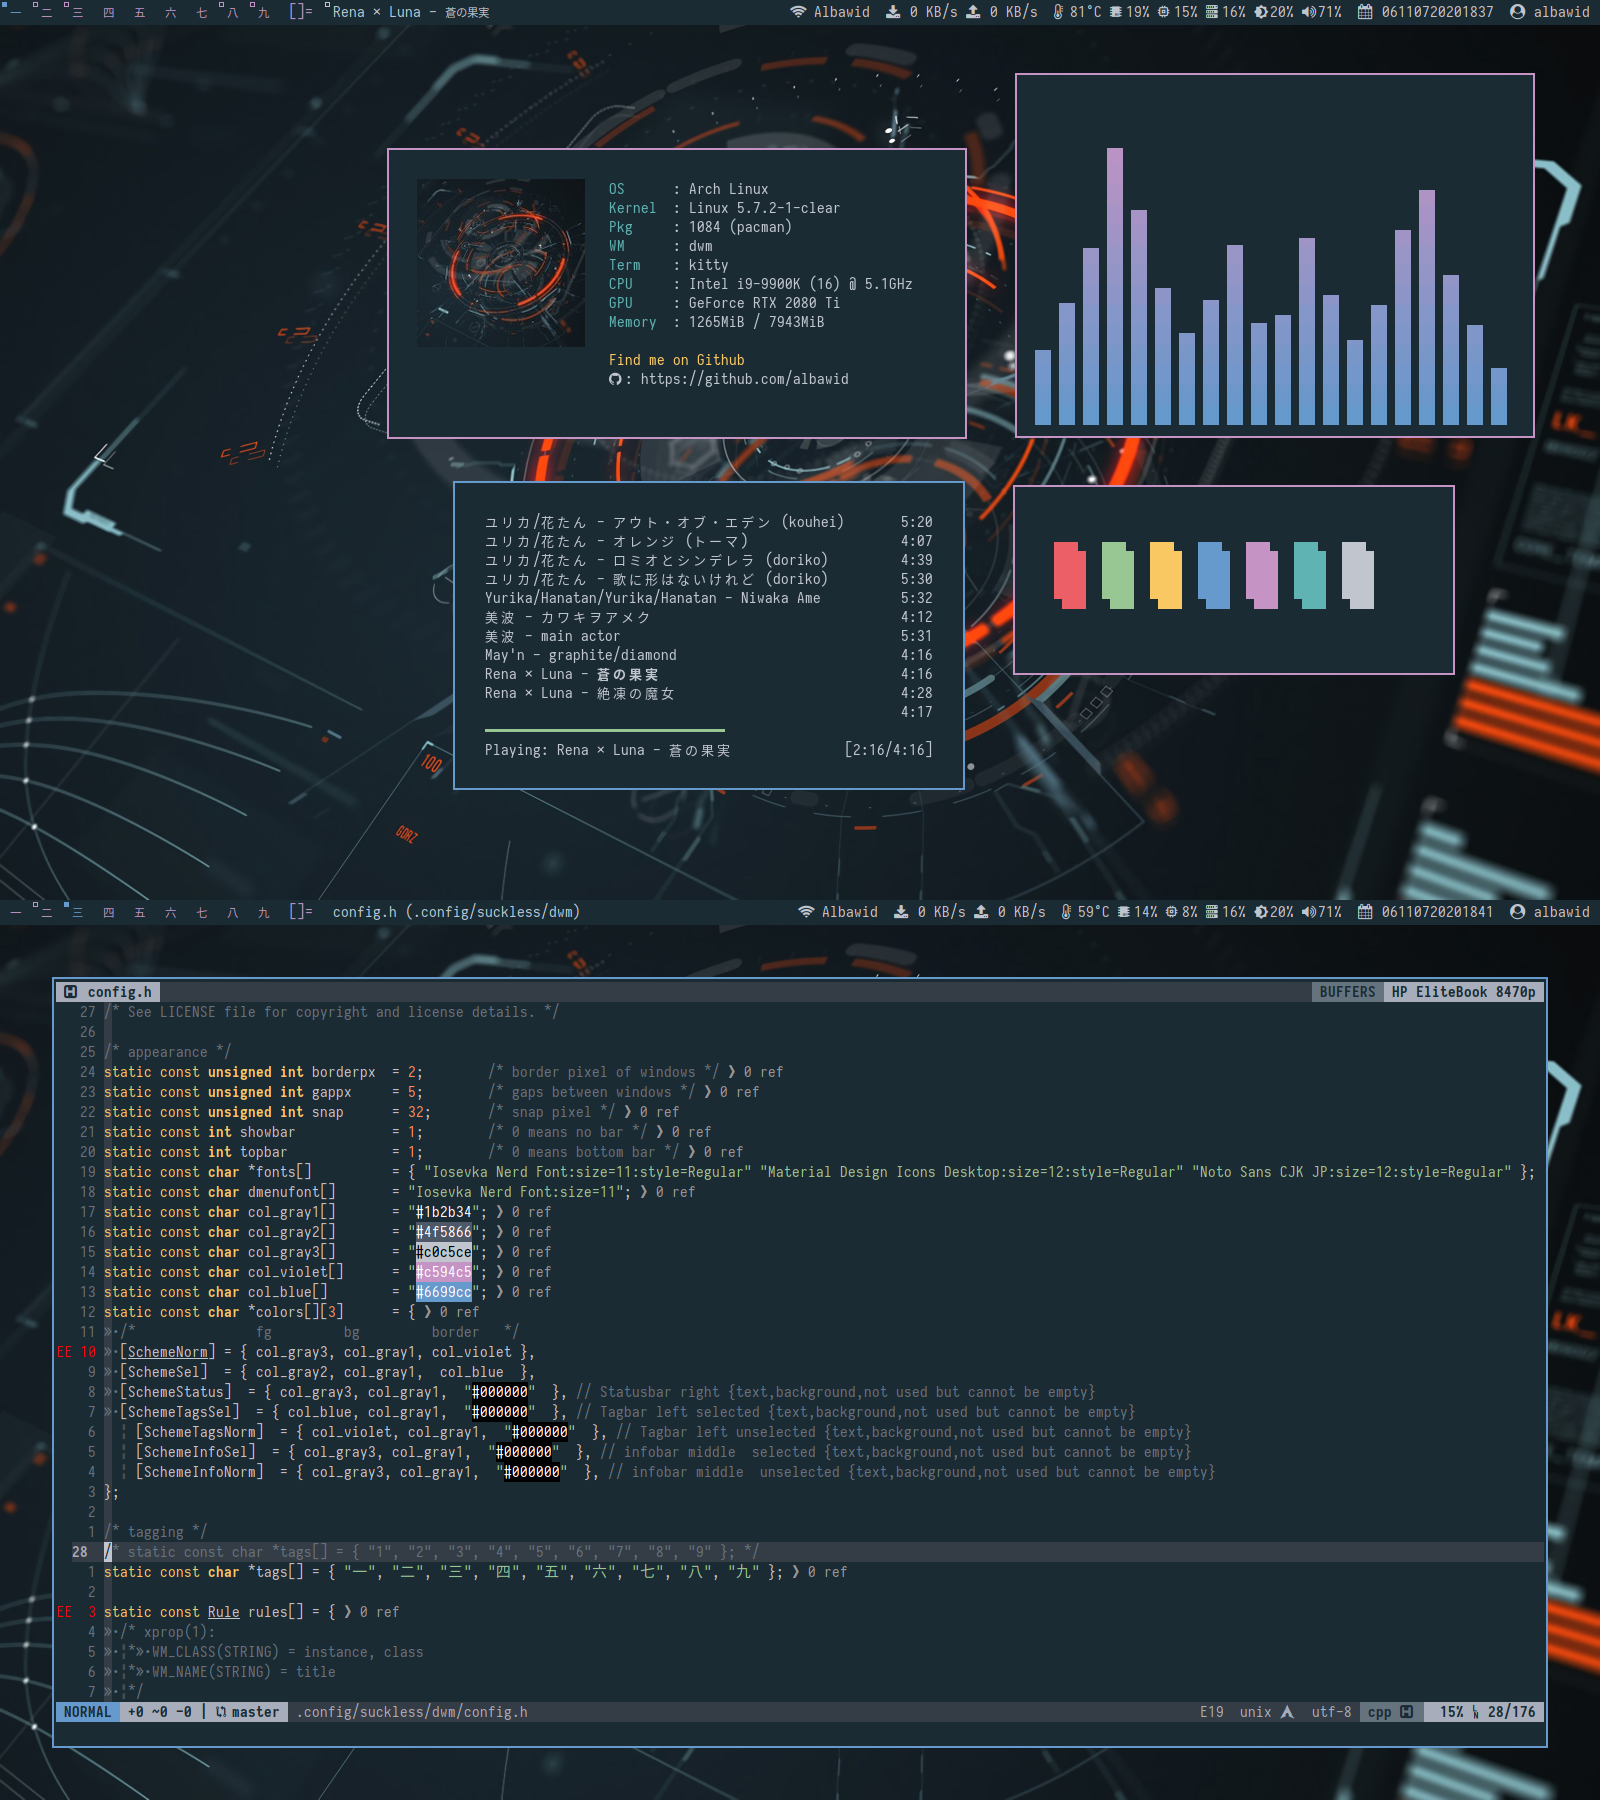 一 二 三 四 五 六 七 八 九 []= Rena × Luna - 蒼の果実
Albawid 0 KB/s 0 KB/s 81°C 19% 15% 16% 20% 71% 06110720201837 albawid
OS : Arch Linux
Kernel : Linux 5.7.2-1-clear
Pkg : 1084 (pacman)
WM : dwm
Term : kitty
CPU : Intel i9-9900K (16) @ 5.1GHz
GPU : GeForce RTX 2080 Ti
Memory : 1265MiB / 7943MiB
Find me on Github
: https://github.com/albawid
LK_
ユリカ/花たん - アウト・オブ・エデン (kouhei) 5:20
ユリカ/花たん - オレンジ (トーマ) 4:07
ユリカ/花たん - ロミオとシンデレラ (doriko) 4:39
ユリカ/花たん - 歌に形はないけれど (doriko) 5:30
Yurika/Hanatan/Yurika/Hanatan - Niwaka Ame 5:32
美波 - カワキヲアメク 4:12
美波 - main actor 5:31
May'n - graphite/diamond 4:16
Rena × Luna - 蒼の果実 4:16
Rena × Luna - 絶凍の魔女 4:28
4:17
Playing: Rena × Luna - 蒼の果実 [2:16/4:16]
100
GORZ
一 二 三 四 五 六 七 八 九 []= config.h (.config/suckless/dwm)
Albawid 0 KB/s 0 KB/s 59°C 14% 8% 16% 20% 71% 06110720201841 albawid
config.h BUFFERS HP EliteBook 8470p
27 /* See LICENSE file for copyright and license details. */
26
25 /* appearance */
24 static const unsigned int borderpx = 2; /* border pixel of windows */ ❯ 0 ref
23 static const unsigned int gappx = 5; /* gaps between windows */ ❯ 0 ref
22 static const unsigned int snap = 32; /* snap pixel */ ❯ 0 ref
21 static const int showbar = 1; /* 0 means no bar */ ❯ 0 ref
20 static const int topbar = 1; /* 0 means bottom bar */ ❯ 0 ref
19 static const char *fonts[] = { "Iosevka Nerd Font:size=11:style=Regular" "Material Design Icons Desktop:size=12:style=Regular" "Noto Sans CJK JP:size=12:style=Regular" };
18 static const char dmenufont[] = "Iosevka Nerd Font:size=11"; ❯ 0 ref
17 static const char col_gray1[] = "#1b2b34"; ❯ 0 ref
16 static const char col_gray2[] = "#4f5866"; ❯ 0 ref
15 static const char col_gray3[] = "#c0c5ce"; ❯ 0 ref
14 static const char col_violet[] = "#c594c5"; ❯ 0 ref
13 static const char col_blue[] = "#6699cc"; ❯ 0 ref
12 static const char *colors[][3] = { ❯ 0 ref
11 »·/* fg bg border */
EE 10 »·[SchemeNorm] = { col_gray3, col_gray1, col_violet },
9 »·[SchemeSel] = { col_gray2, col_gray1, col_blue },
8 »·[SchemeStatus] = { col_gray3, col_gray1, "#000000" }, // Statusbar right {text,background,not used but cannot be empty}
7 »·[SchemeTagsSel] = { col_blue, col_gray1, "#000000" }, // Tagbar left selected {text,background,not used but cannot be empty}
6 ¦ [SchemeTagsNorm] = { col_violet, col_gray1, "#000000" }, // Tagbar left unselected {text,background,not used but cannot be empty}
5 ¦ [SchemeInfoSel] = { col_gray3, col_gray1, "#000000" }, // infobar middle selected {text,background,not used but cannot be empty}
4 ¦ [SchemeInfoNorm] = { col_gray3, col_gray1, "#000000" }, // infobar middle unselected {text,background,not used but cannot be empty}
3 };
2
1 /* tagging */
28 /* static const char *tags[] = { "1", "2", "3", "4", "5", "6", "7", "8", "9" }; */
1 static const char *tags[] = { "一", "二", "三", "四", "五", "六", "七", "八", "九" }; ❯ 0 ref
2
EE 3 static const Rule rules[] = { ❯ 0 ref
4 »·/* xprop(1):
5 »·¦*»·WM_CLASS(STRING) = instance, class
6 »·¦*»·WM_NAME(STRING) = title
7 »·¦*/
NORMAL +0 ~0 -0 | master .config/suckless/dwm/config.h E19 unix utf-8 cpp 15% 28/176